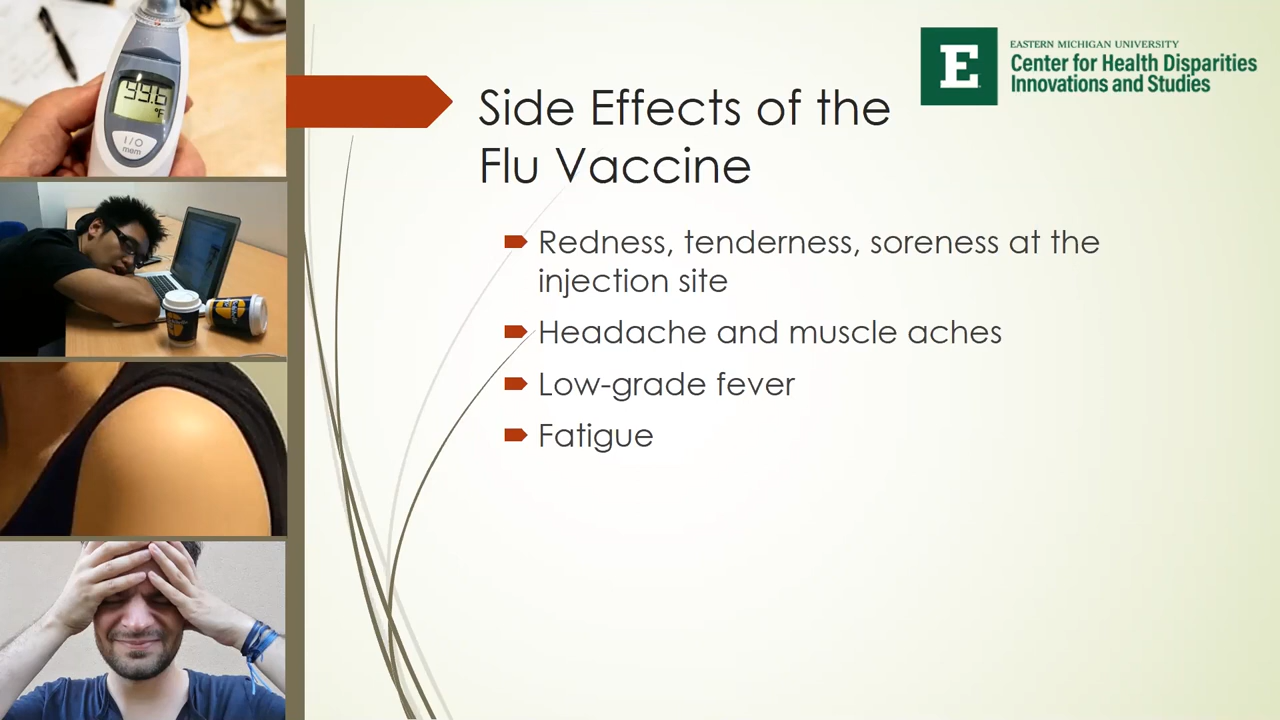 EASTERN MICHIGAN UNIVERSITY
E
Center for Health Disparities
Innovations and Studies
Side Effects of the
Flu Vaccine
Redness, tenderness, soreness at the
injection site
Headache and muscle aches
Low-grade fever
Fatigue
99.6
°F
I/O
mem